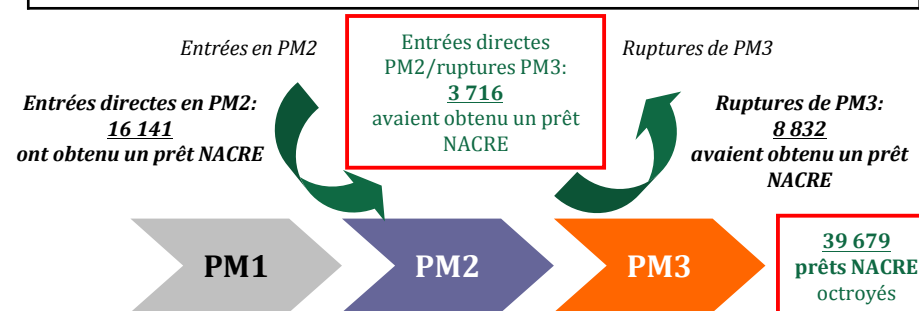 Entrées en PM2
Entrées directes
PM2/ruptures PM3:
3 716
avaient obtenu un prêt
NACRE
Ruptures de PM3
Entrées directes en PM2:
16 141
ont obtenu un prêt NACRE
Ruptures de PM3:
8 832
avaient obtenu un prêt
NACRE
PM1
PM2
PM3
39 679
prêts NACRE
octroyés